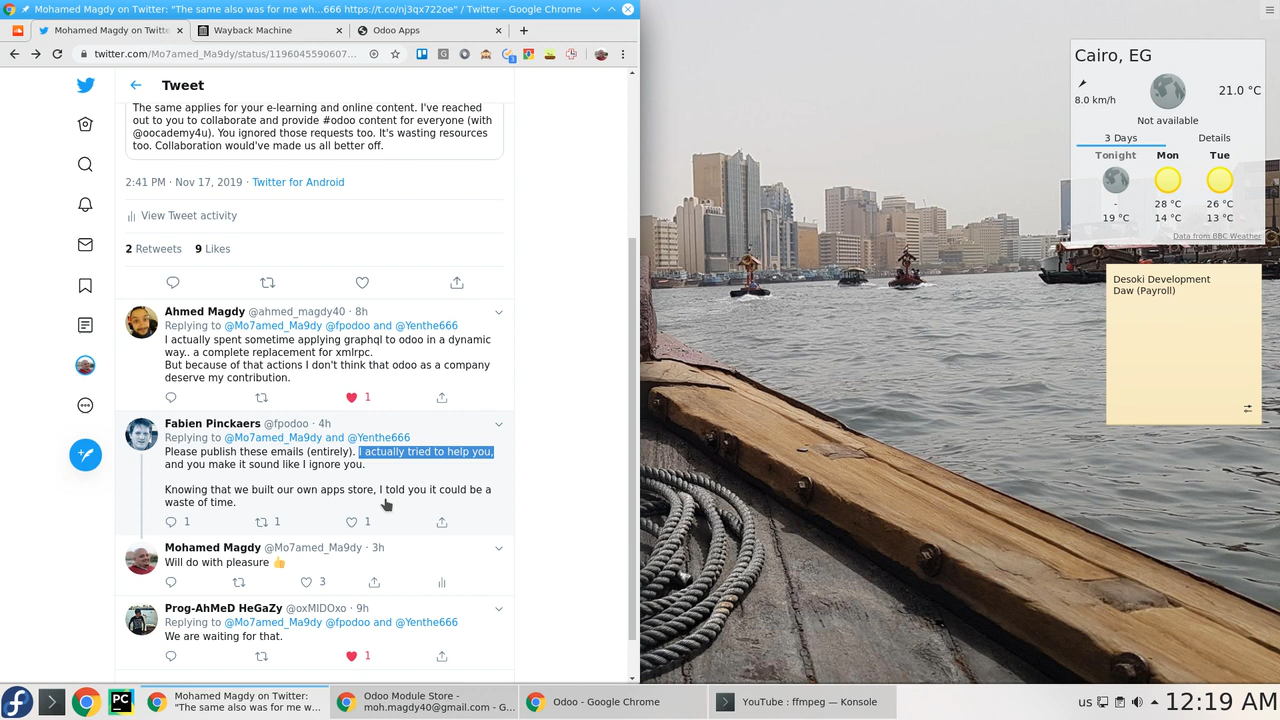 Mohamed Magdy on Twitter: "The same also was for me wh...666 https://t.co/nj3qx722oe" / Twitter - Google Chrome
Mohamed Magdy on Twitte
Wayback Machine
Odoo Apps
twitter.com/Mo7amed_Ma9dy/status/1196045590607...
Tweet
The same applies for your e-learning and online content. I've reached
out to you to collaborate and provide #odoo content for everyone (with
@oocademy4u). You ignored those requests too. It's wasting resources
too. Collaboration would've made us all better off.
2:41 PM · Nov 17, 2019 · Twitter for Android
View Tweet activity
2 Retweets 9 Likes
Ahmed Magdy @ahmed_magdy40 · 8h
Replying to @Mo7amed_Ma9dy @fpodoo and @Yenthe666
I actually spent sometime applying graphql to odoo in a dynamic
way.. a complete replacement for xmlrpc.
But because of that actions I don't think that odoo as a company
deserve my contribution.
1
Fabien Pinckaers @fpodoo · 4h
Replying to @Mo7amed_Ma9dy and @Yenthe666
Please publish these emails (entirely). I actually tried to help you,
and you make it sound like I ignore you.
Knowing that we built our own apps store, I told you it could be a
waste of time.
1 1 1
Mohamed Magdy @Mo7amed_Ma9dy · 3h
Will do with pleasure 👍
3
Prog-AhMeD HeGaZy @oxMIDOxo · 9h
Replying to @Mo7amed_Ma9dy @fpodoo and @Yenthe666
We are waiting for that.
1
Cairo, EG
8.0 km/h
21.0 °C
Not available
3 Days Details
Tonight Mon Tue
- 28 °C 26 °C
19 °C 14 °C 13 °C
Data from BBC Weather
Desoki Development
Daw (Payroll)
PC
Mohamed Magdy on Twitter:
"The same also was for me w...
Odoo Module Store -
moh.magdy40@gmail.com - G...
Odoo - Google Chrome
YouTube : ffmpeg — Konsole
us
12:19 AM